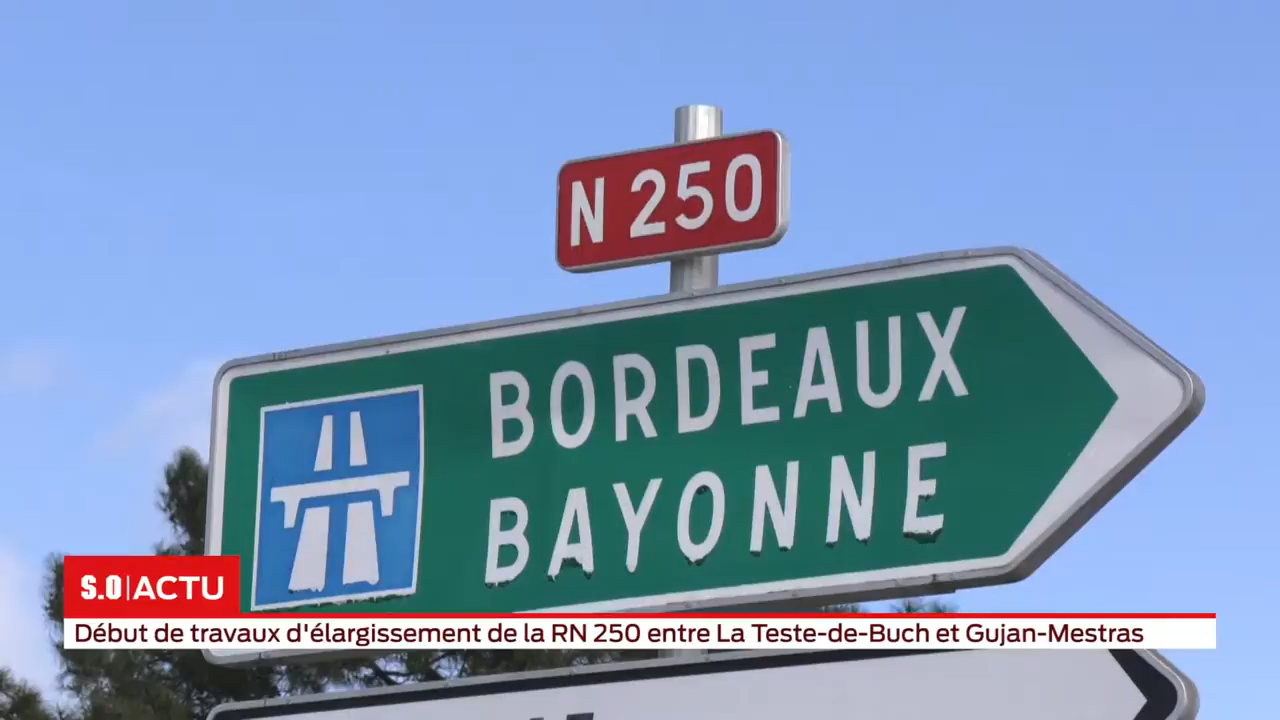 N 250
BORDEAUX
BAYONNE
S.O ACTU
Début de travaux d'élargissement de la RN 250 entre La Teste-de-Buch et Gujan-Mestras